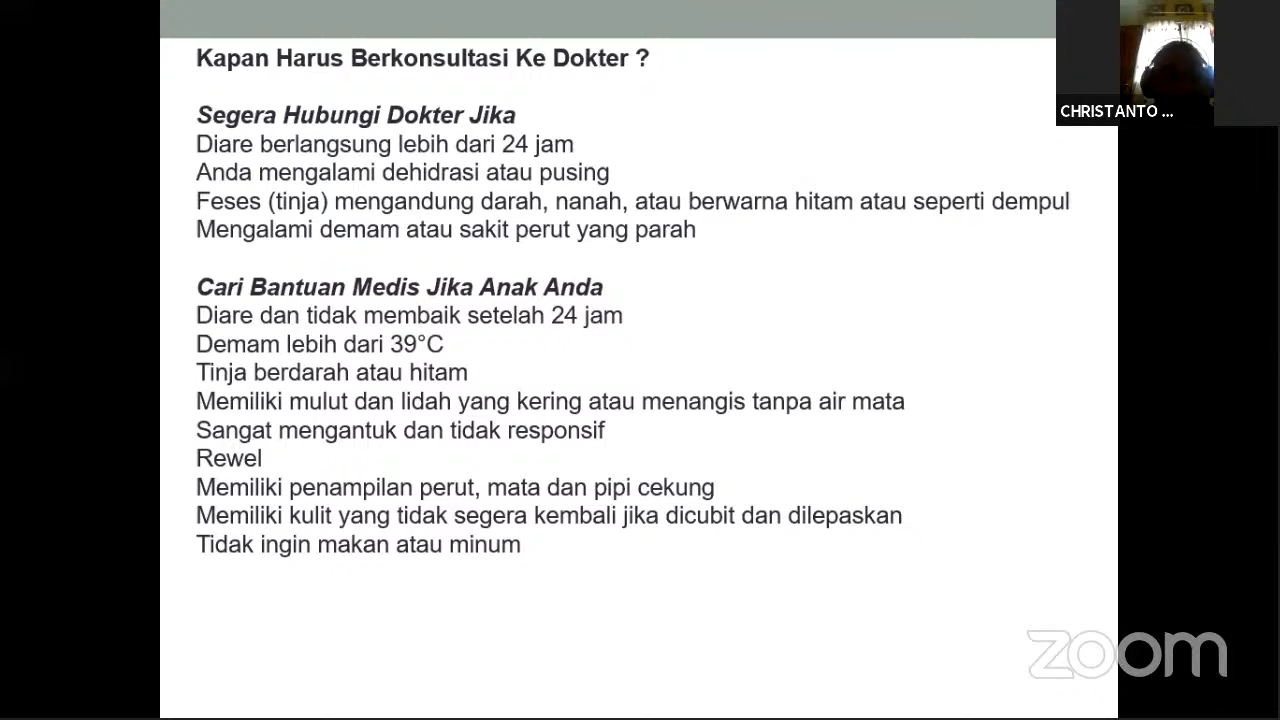 Kapan Harus Berkonsultasi Ke Dokter ?
Segera Hubungi Dokter Jika
Diare berlangsung lebih dari 24 jam
Anda mengalami dehidrasi atau pusing
Feses (tinja) mengandung darah, nanah, atau berwarna hitam atau seperti dempul
Mengalami demam atau sakit perut yang parah
Cari Bantuan Medis Jika Anak Anda
Diare dan tidak membaik setelah 24 jam
Demam lebih dari 39°C
Tinja berdarah atau hitam
Memiliki mulut dan lidah yang kering atau menangis tanpa air mata
Sangat mengantuk dan tidak responsif
Rewel
Memiliki penampilan perut, mata dan pipi cekung
Memiliki kulit yang tidak segera kembali jika dicubit dan dilepaskan
Tidak ingin makan atau minum
CHRISTANTO ...
zoom